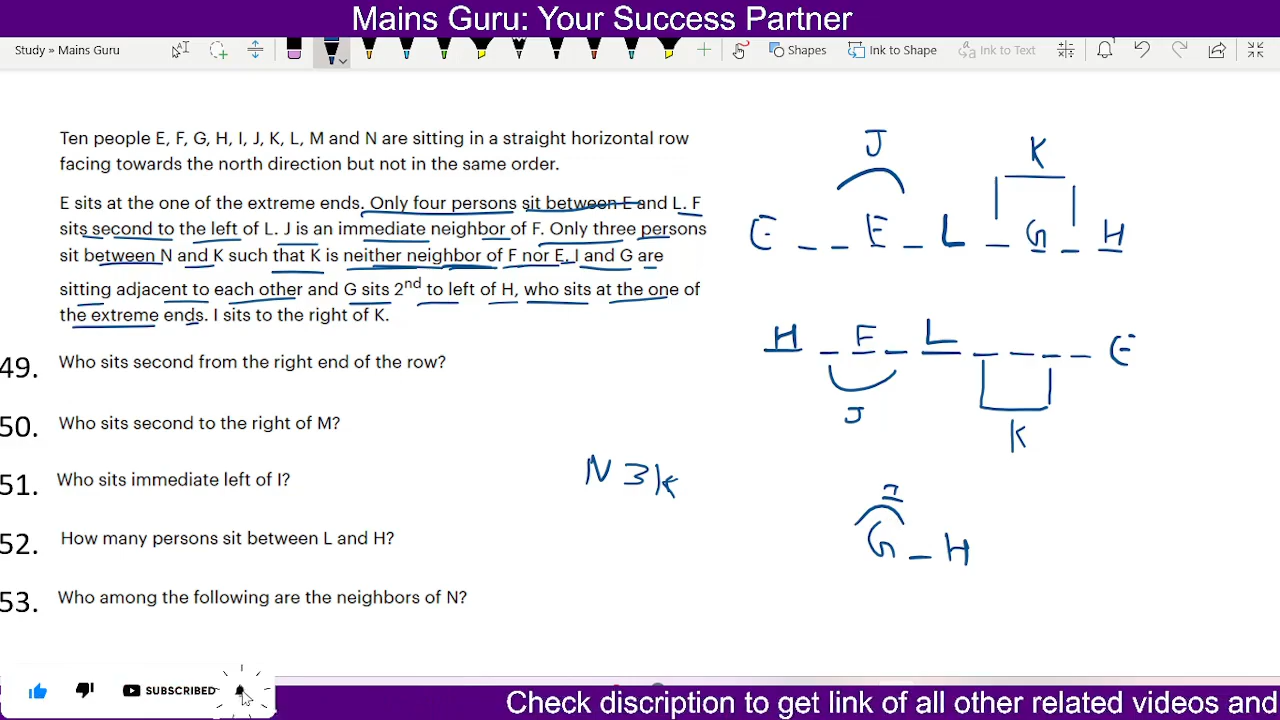 Mains Guru: Your Success Partner
Study » Mains Guru
Shapes
Ink to Shape
Ink to Text
Ten people E, F, G, H, I, J, K, L, M and N are sitting in a straight horizontal row
facing towards the north direction but not in the same order.
E sits at the one of the extreme ends. Only four persons sit between E and L. F
sits second to the left of L. J is an immediate neighbor of F. Only three persons
sit between N and K such that K is neither neighbor of F nor E. I and G are
sitting adjacent to each other and G sits 2nd to left of H, who sits at the one of
the extreme ends. I sits to the right of K.
49. Who sits second from the right end of the row?
50. Who sits second to the right of M?
51. Who sits immediate left of I?
52. How many persons sit between L and H?
53. Who among the following are the neighbors of N?
J
K
E _ _ E _ L _ G _ H
H _ F _ L _ _ _ _ E
J
K
N 3 K
G _ H
SUBSCRIBED
Check discription to get link of all other related videos and